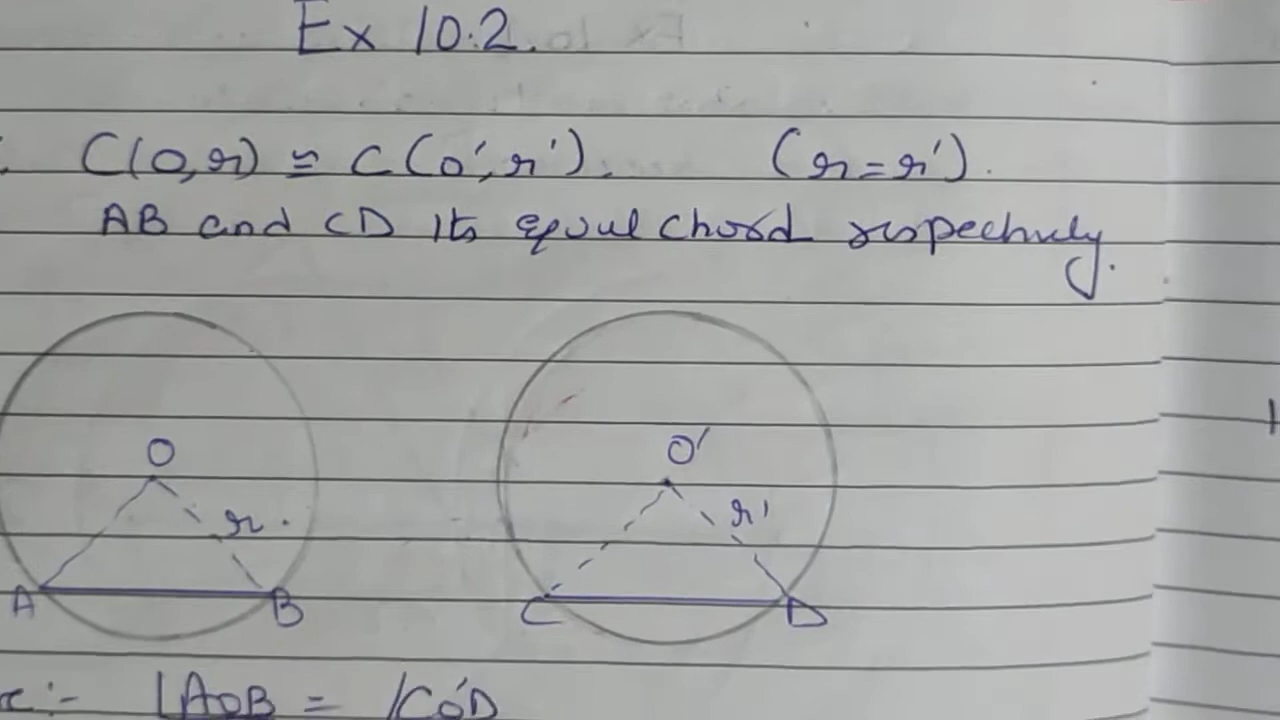 Ex 10.2.
C(O,r) ≅ C(O',r'). (r=r').
AB and CD its equal chord respectively.
O
O'
r.
r'
A
B
C
D
∠AOB = ∠CO'D